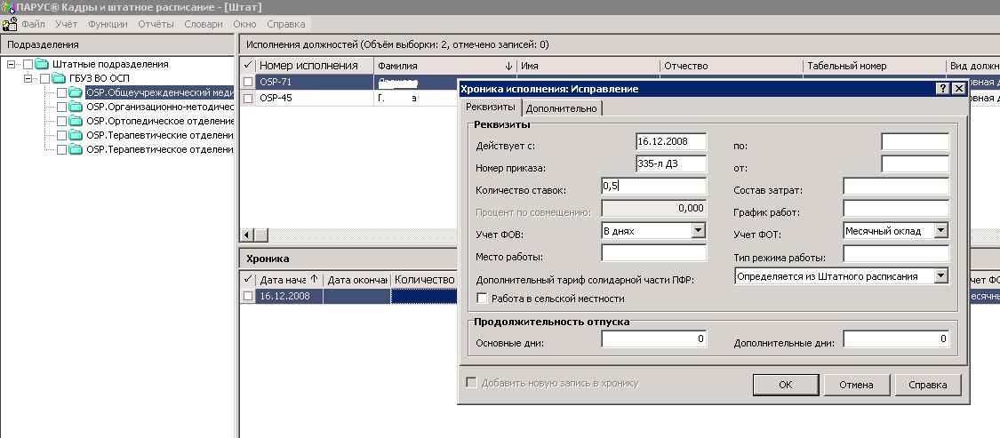 ПАРУС® Кадры и штатное расписание - [Штат]
Файл Учёт Функции Отчёты Словари Окно Справка
Подразделения
Штатные подразделения
ГБУЗ ВО ОСП
OSP.Общеучрежденческий меди
OSP.Организационно-методичес
OSP.Ортопедическое отделение
OSP.Терапевтические отделени
OSP.Терапевтическое отделени
Исполнения должностей (Объём выборки: 2, отмечено записей: 0)
Номер исполнения Фамилия Имя Отчество Табельный номер Вид должн
OSP-71 овная д
OSP-45 Г. а овная д
Хроника
Дата нача Дата окончан Количество чет ФО
16.12.2008 есячны
Хроника исполнения: Исправление
Реквизиты Дополнительно
Реквизиты
Действует с: 16.12.2008 по:
Номер приказа: 335-л ДЗ от:
Количество ставок: 0,5 Состав затрат:
Процент по совмещению: 0,000 График работ:
Учет ФОВ: В днях Учет ФОТ: Месячный оклад
Место работы: Тип режима работы:
Дополнительный тариф солидарной части ПФР: Определяется из Штатного расписания
Работа в сельской местности
Продолжительность отпуска
Основные дни: 0 Дополнительные дни: 0
Добавить новую запись в хронику ОК Отмена Справка